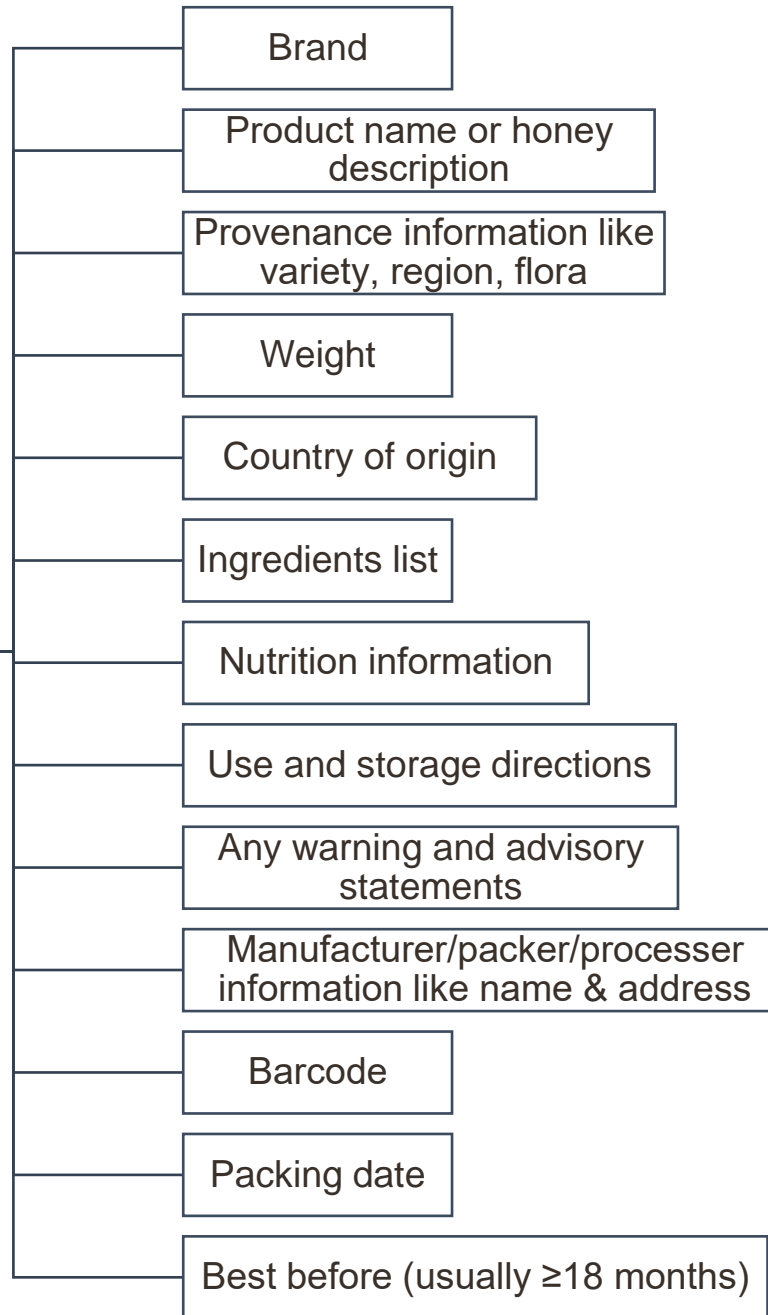 Brand
Product name or honey
description
Provenance information like
variety, region, flora
Weight
Country of origin
Ingredients list
Nutrition information
Use and storage directions
Any warning and advisory
statements
Manufacturer/packer/processer
information like name & address
Barcode
Packing date
Best before (usually ≥18 months)